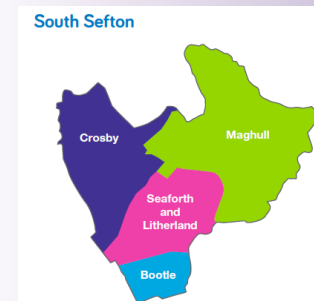 South Sefton
Crosby
Maghull
Seaforth
and
Litherland
Bootle